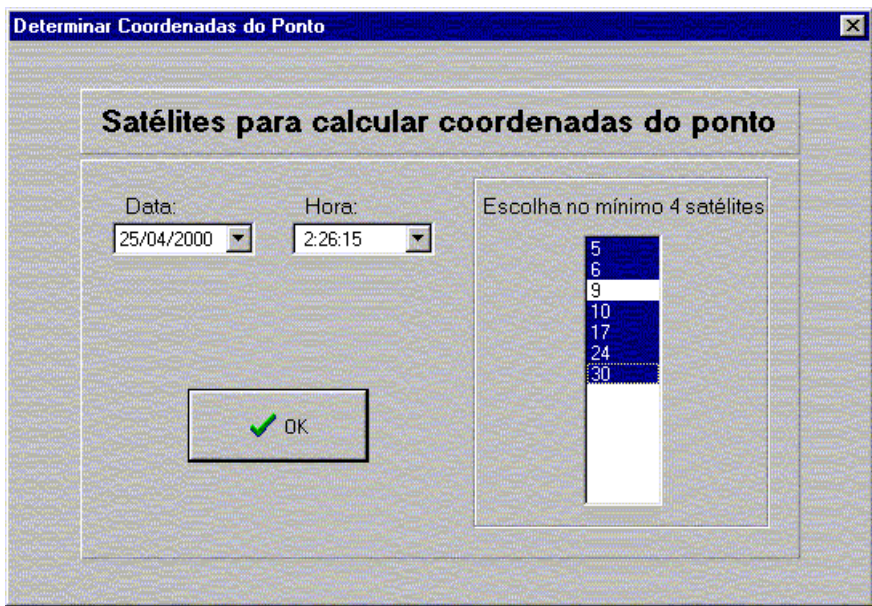 Determinar Coordenadas do Ponto
Satélites para calcular coordenadas do ponto
Data:
25/04/2000
Hora:
2:26:15
Escolha no mínimo 4 satélites
5
6
9
10
17
24
30
OK